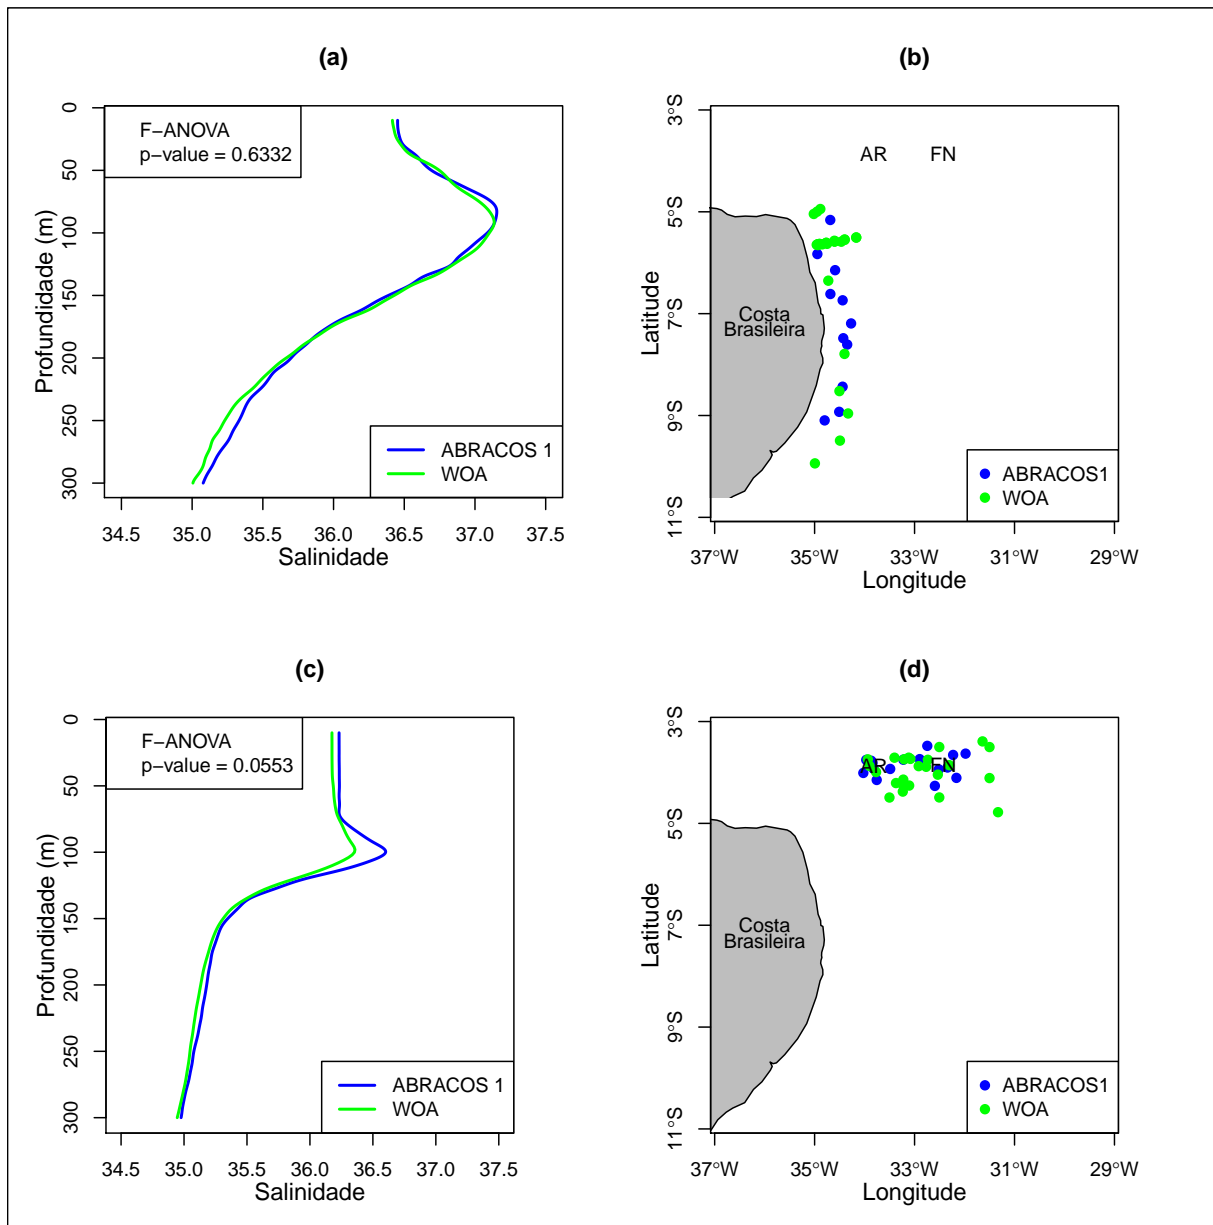 (a)
F−ANOVA
p−value = 0.6332
Profundidade (m)
0
50
100
150
200
250
300
ABRACOS 1
WOA
34.5 35.0 35.5 36.0 36.5 37.0 37.5
Salinidade
(b)
AR FN
Costa
Brasileira
Latitude
3°S
5°S
7°S
9°S
11°S
ABRACOS1
WOA
37°W 35°W 33°W 31°W 29°W
Longitude
(c)
F−ANOVA
p−value = 0.0553
Profundidade (m)
0
50
100
150
200
250
300
ABRACOS 1
WOA
34.5 35.0 35.5 36.0 36.5 37.0 37.5
Salinidade
(d)
AR FN
Costa
Brasileira
Latitude
3°S
5°S
7°S
9°S
11°S
ABRACOS1
WOA
37°W 35°W 33°W 31°W 29°W
Longitude